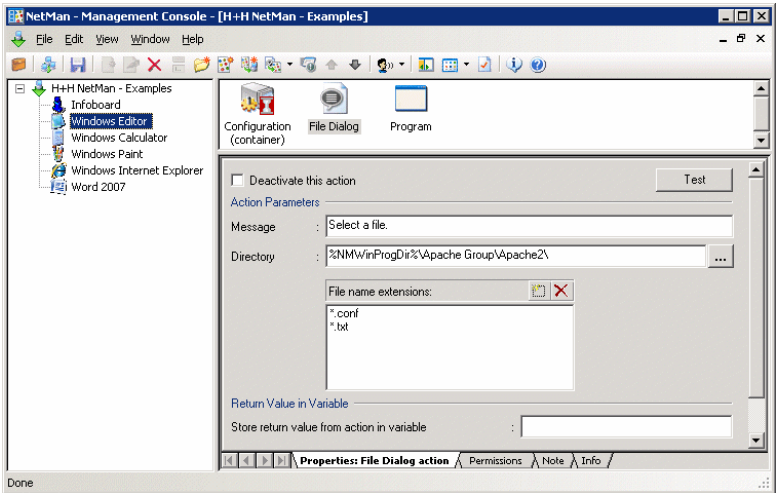 NetMan - Management Console - [H+H NetMan - Examples]
File Edit View Window Help
H+H NetMan - Examples
Infoboard
Windows Editor
Windows Calculator
Windows Paint
Windows Internet Explorer
Word 2007
Configuration
(container)
File Dialog
Program
Deactivate this action
Test
Action Parameters
Message : Select a file.
Directory : %NMWinProgDir%\Apache Group\Apache2\
...
File name extensions:
*.conf
*.txt
Return Value in Variable
Store return value from action in variable :
Properties: File Dialog action Permissions Note Info
Done